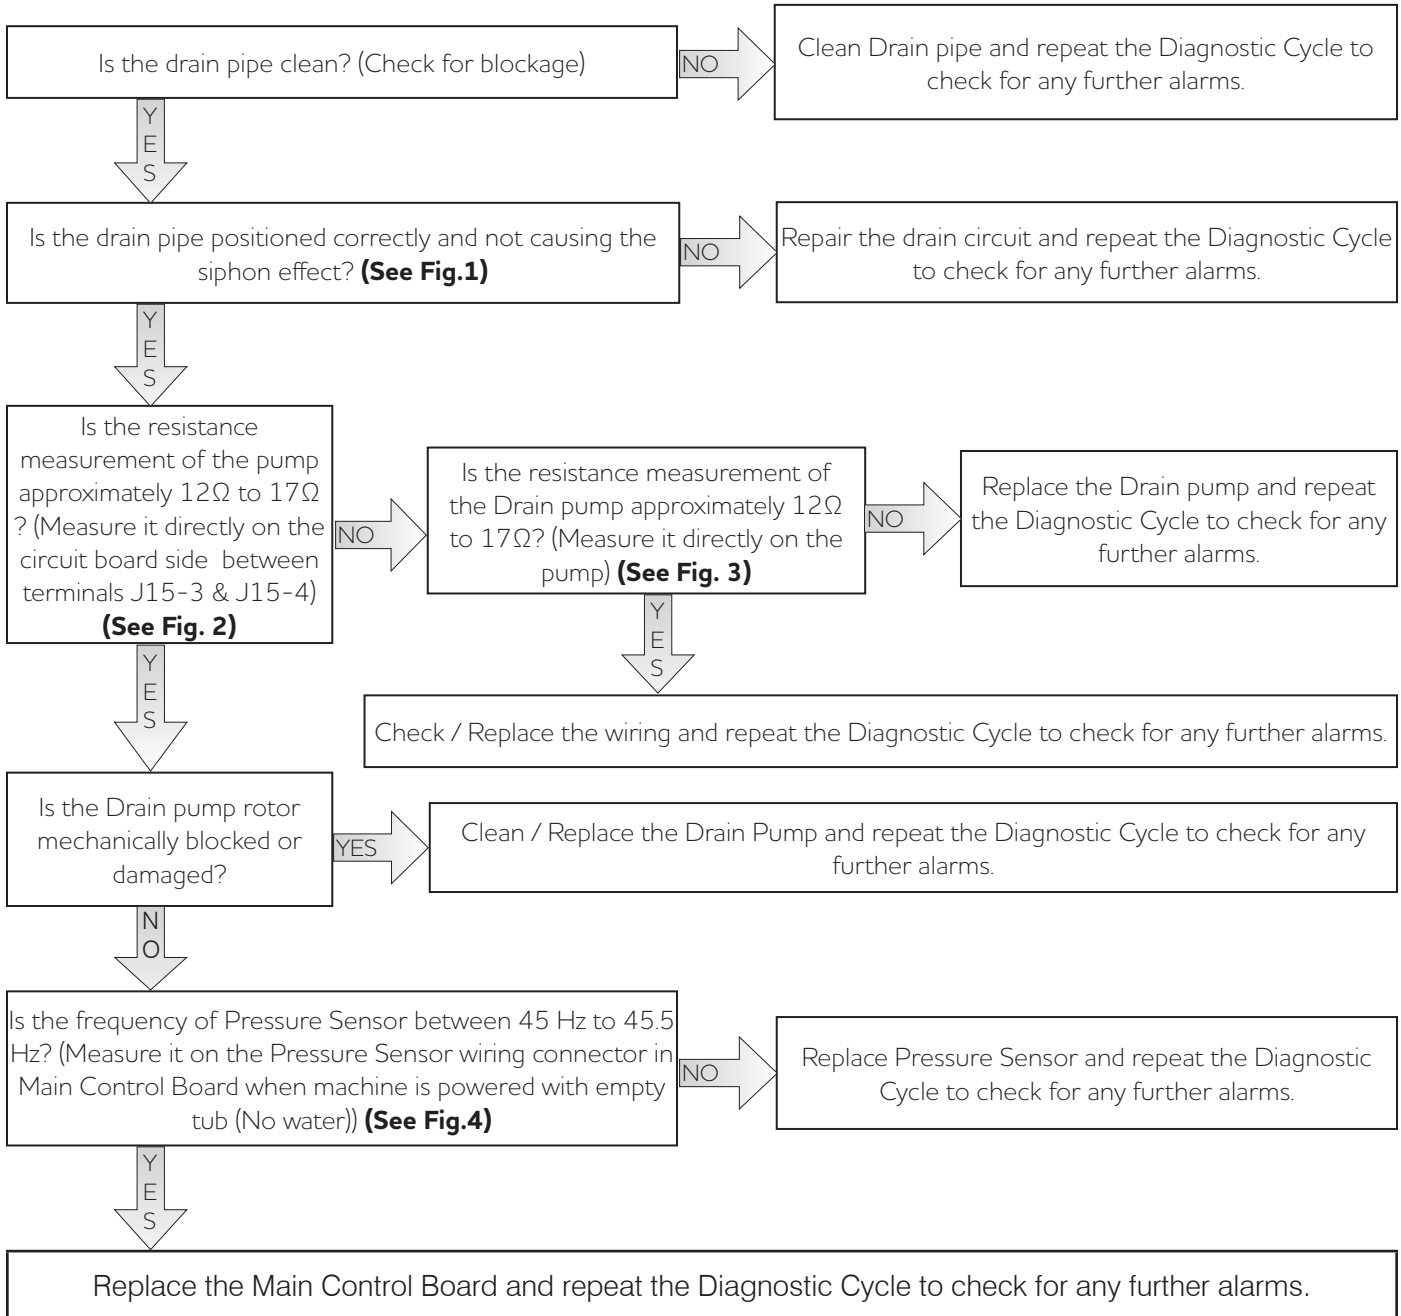 Is the drain pipe clean? (Check for blockage)
NO
Clean Drain pipe and repeat the Diagnostic Cycle to
check for any further alarms.
Y
E
S
Is the drain pipe positioned correctly and not causing the
siphon effect? (See Fig.1)
NO
Repair the drain circuit and repeat the Diagnostic Cycle
to check for any further alarms.
Y
E
S
Is the resistance
measurement of the pump
approximately 12Ω to 17Ω
? (Measure it directly on the
circuit board side between
terminals J15-3 & J15-4)
(See Fig. 2)
NO
Is the resistance measurement of
the Drain pump approximately 12Ω
to 17Ω? (Measure it directly on the
pump) (See Fig. 3)
NO
Replace the Drain pump and repeat
the Diagnostic Cycle to check for any
further alarms.
Y
E
S
Check / Replace the wiring and repeat the Diagnostic Cycle to check for any further alarms.
Y
E
S
Is the Drain pump rotor
mechanically blocked or
damaged?
YES
Clean / Replace the Drain Pump and repeat the Diagnostic Cycle to check for any
further alarms.
N
O
Is the frequency of Pressure Sensor between 45 Hz to 45.5
Hz? (Measure it on the Pressure Sensor wiring connector in
Main Control Board when machine is powered with empty
tub (No water)) (See Fig.4)
NO
Replace Pressure Sensor and repeat the Diagnostic
Cycle to check for any further alarms.
Y
E
S
Replace the Main Control Board and repeat the Diagnostic Cycle to check for any further alarms.